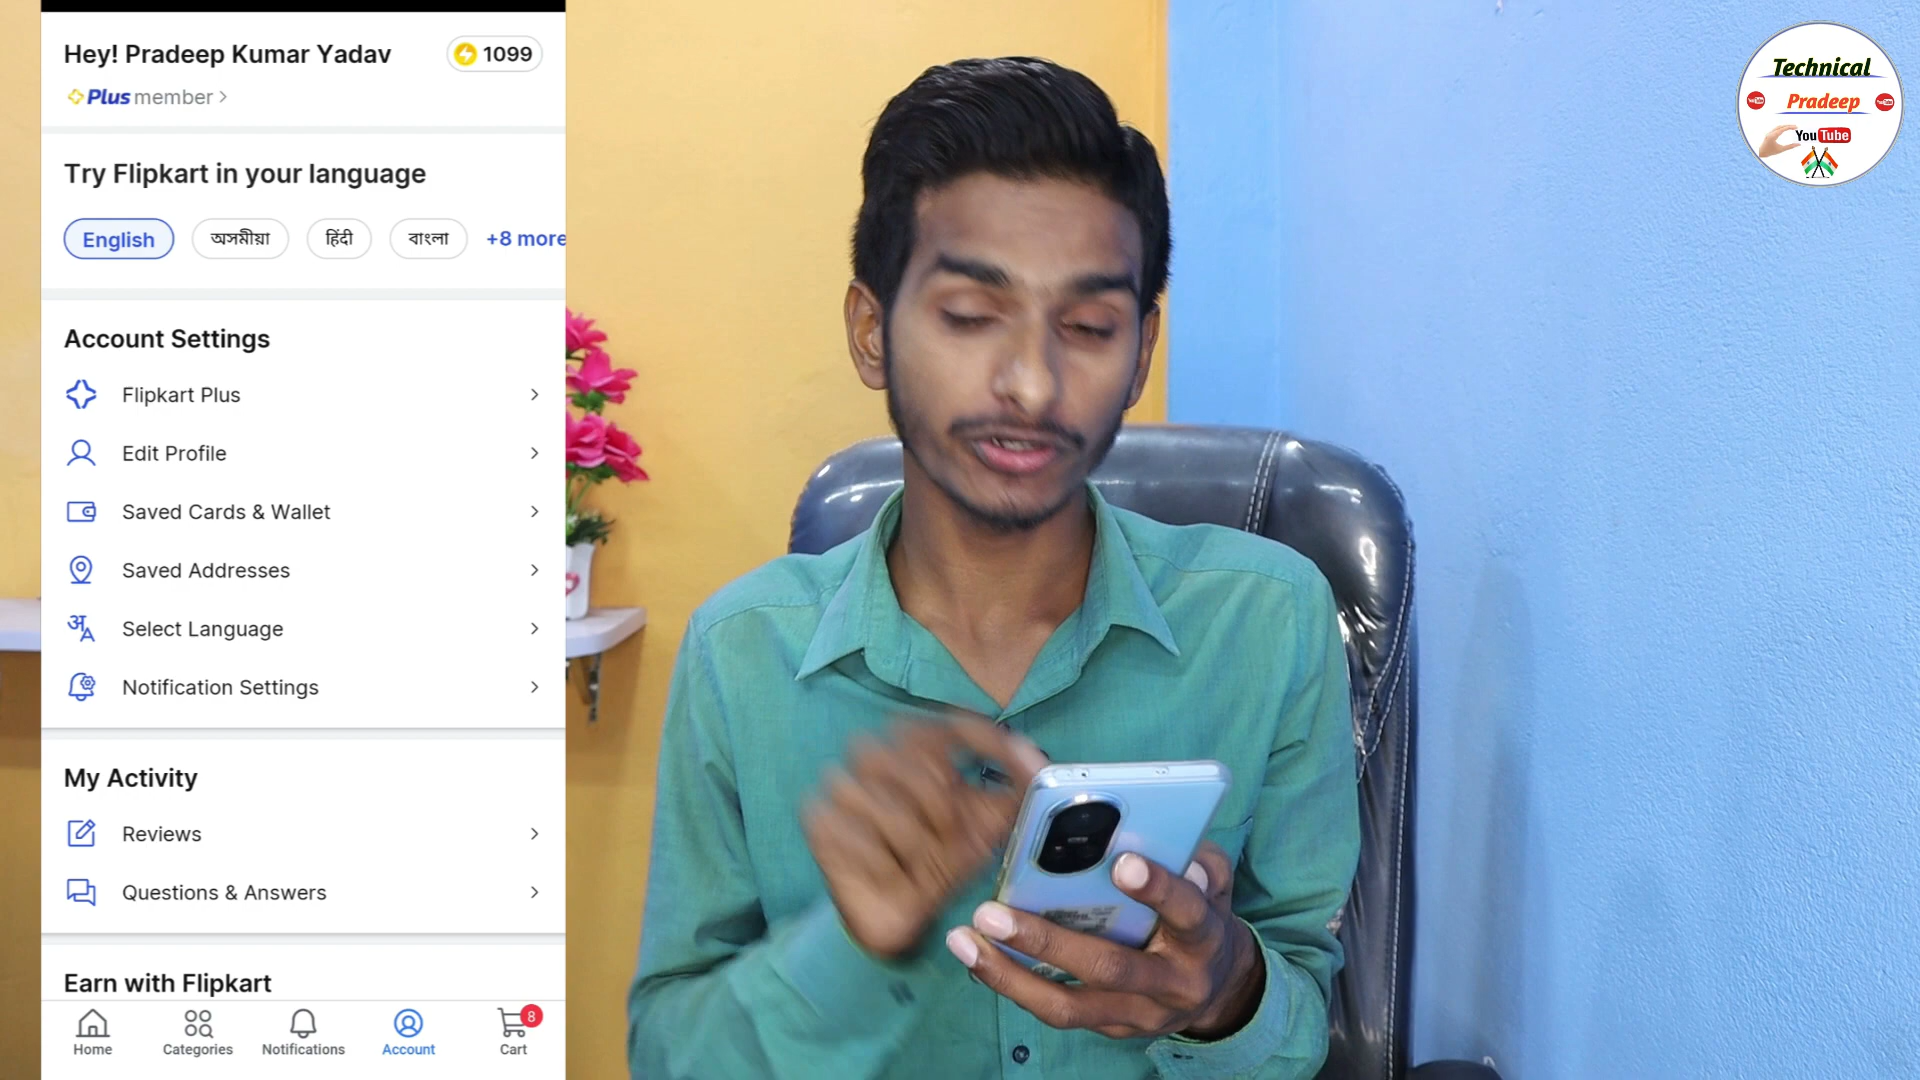 Hey! Pradeep Kumar Yadav
1099
Plus member
Try Flipkart in your language
English
অসমীয়া
हिंदी
বাংলা
+8 more
Account Settings
Flipkart Plus
Edit Profile
Saved Cards & Wallet
Saved Addresses
अA
Select Language
Notification Settings
My Activity
Reviews
Questions & Answers
Earn with Flipkart
Home
Categories
Notifications
Account
8
Cart
Technical
Pradeep
YouTube